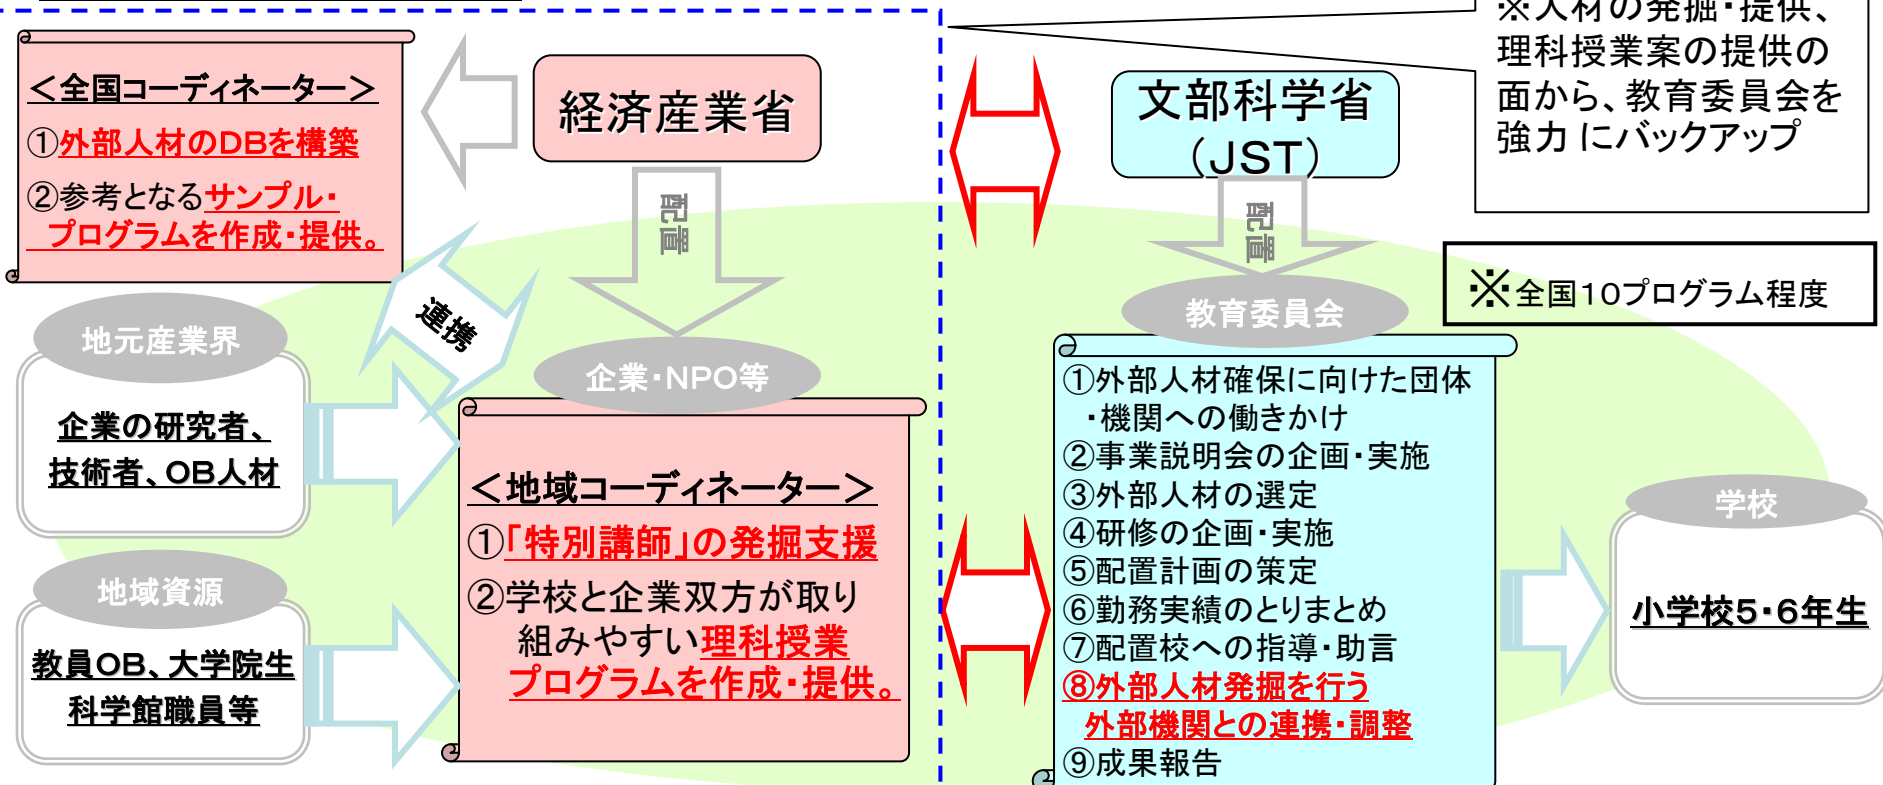 ＜全国コーディネーター＞
①外部人材のDBを構築
②参考となるサンプル・
プログラムを作成・提供。
経済産業省
配置
文部科学省
（JST）
配置
※人材の発掘・提供、
理科授業案の提供の
面から、教育委員会を
強力 にバックアップ
※全国10プログラム程度
連携
地元産業界
企業の研究者、
技術者、OB人材
地域資源
教員OB、大学院生
科学館職員等
企業・NPO等
＜地域コーディネーター＞
①「特別講師」の発掘支援
②学校と企業双方が取り
組みやすい理科授業
プログラムを作成・提供。
教育委員会
①外部人材確保に向けた団体
・機関への働きかけ
②事業説明会の企画・実施
③外部人材の選定
④研修の企画・実施
⑤配置計画の策定
⑥勤務実績のとりまとめ
⑦配置校への指導・助言
⑧外部人材発掘を行う
外部機関との連携・調整
⑨成果報告
学校
小学校5・6年生